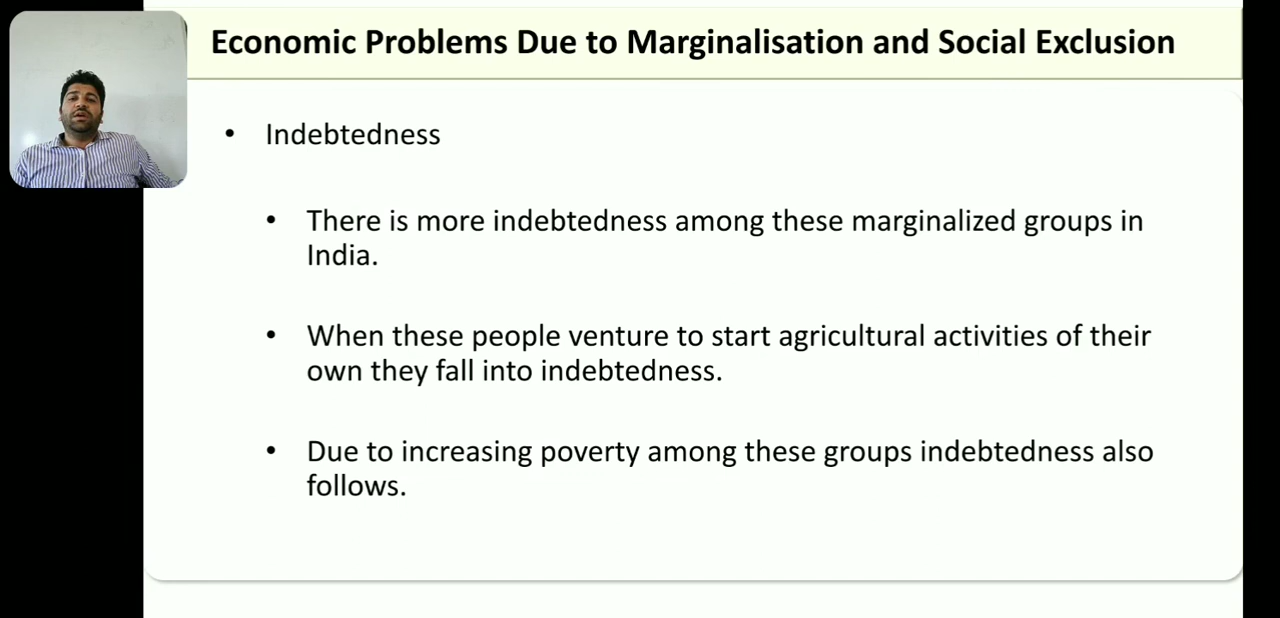 Economic Problems Due to Marginalisation and Social Exclusion
• Indebtedness
• There is more indebtedness among these marginalized groups in
India.
• When these people venture to start agricultural activities of their
own they fall into indebtedness.
• Due to increasing poverty among these groups indebtedness also
follows.